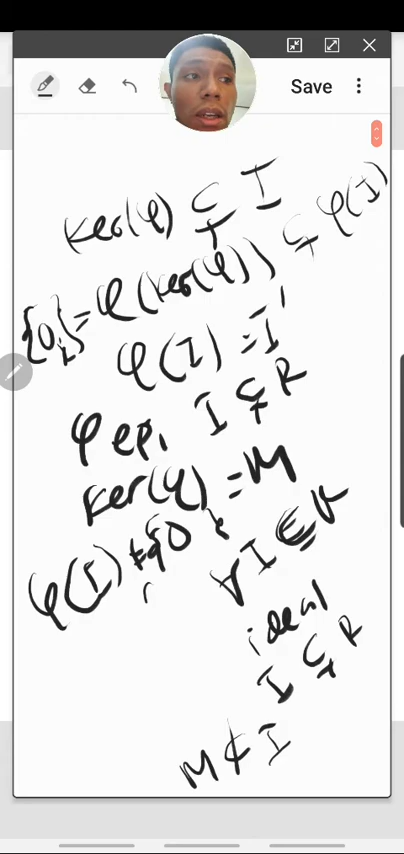 Save
ker(φ) ⊊ I
{0} = φ(ker(φ)) ⊊ φ(I)
φ(I) = I'
φ epi, I ⊊ R
ker(φ) = M
φ(I) ≠ {0}
∀ I ⊆ R
ideal
I ⊊ R
M ⊄ I